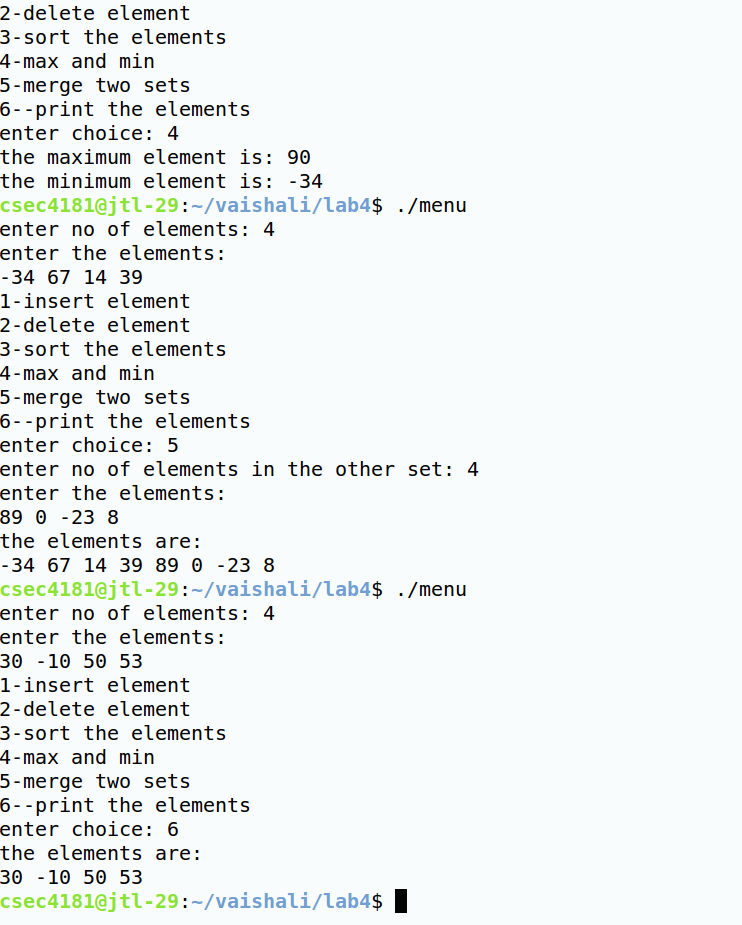 2-delete element
3-sort the elements
4-max and min
5-merge two sets
6--print the elements
enter choice: 4
the maximum element is: 90
the minimum element is: -34
csec4181@jtl-29:~/vaishali/lab4$ ./menu
enter no of elements: 4
enter the elements:
-34 67 14 39
1-insert element
2-delete element
3-sort the elements
4-max and min
5-merge two sets
6--print the elements
enter choice: 5
enter no of elements in the other set: 4
enter the elements:
89 0 -23 8
the elements are:
-34 67 14 39 89 0 -23 8
csec4181@jtl-29:~/vaishali/lab4$ ./menu
enter no of elements: 4
enter the elements:
30 -10 50 53
1-insert element
2-delete element
3-sort the elements
4-max and min
5-merge two sets
6--print the elements
enter choice: 6
the elements are:
30 -10 50 53
csec4181@jtl-29:~/vaishali/lab4$